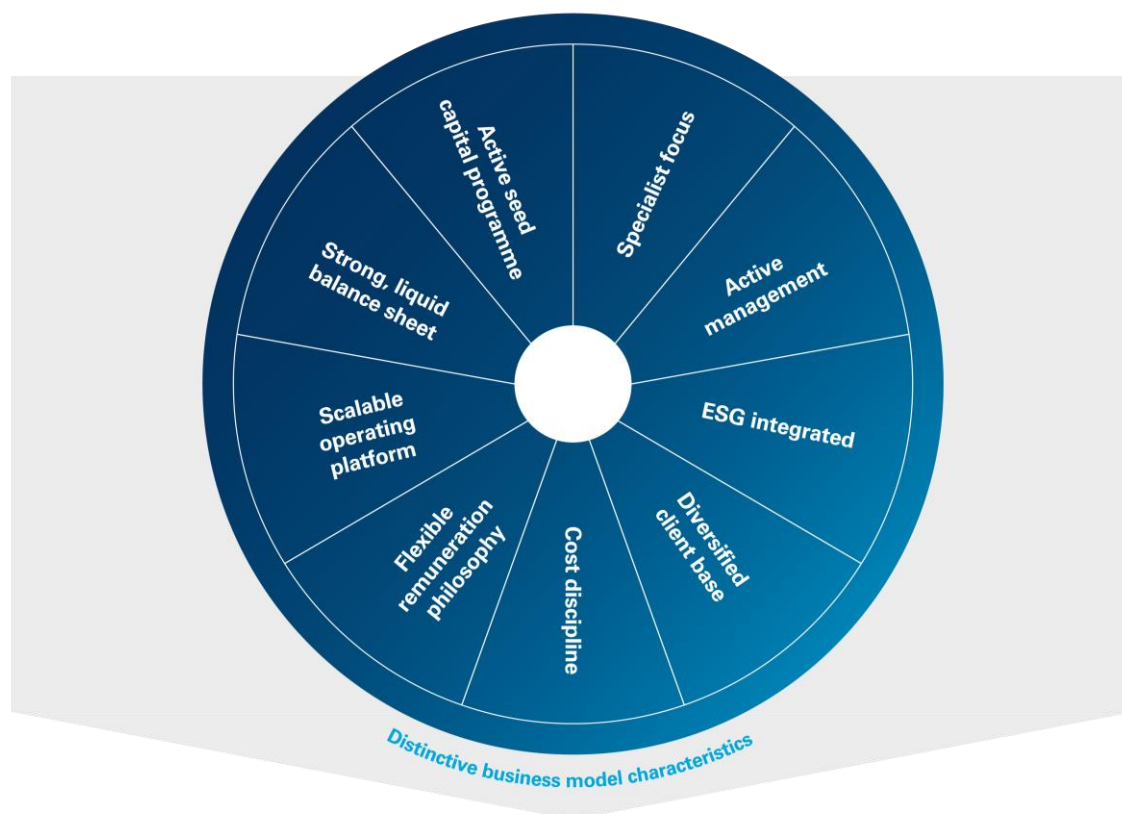 Specialist focus
Active
management
ESG integrated
Diversified
client base
Cost discipline
Flexible
remuneration
philosophy
Scalable
operating
platform
Strong, liquid
balance sheet
Active seed
capital programme
Distinctive business model characteristics